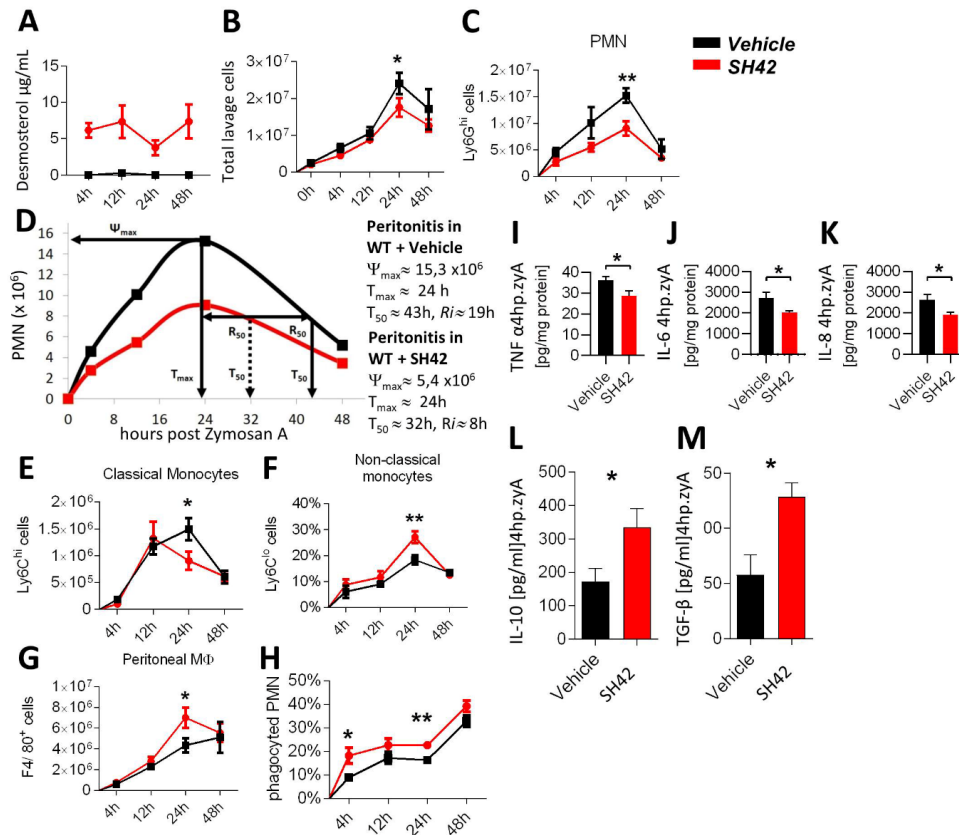 A
Desmosterol µg/mL
15
10
5
0
4h
12h
24h
48h
B
Total lavage cells
3×10⁷
2×10⁷
1×10⁷
0
*
0h
4h
12h
24h
48h
C
PMN
Ly6Gʰⁱ cells
2×10⁷
1.5×10⁷
1×10⁷
5×10⁶
0
**
4h
12h
24h
48h
Vehicle
SH42
D
PMN (x 10⁶)
16
14
12
10
8
6
4
2
0
Ψmax
R50
R50
Tmax
T50
T50
0
8
16
24
32
40
48
hours post Zymosan A
Peritonitis in
WT + Vehicle
Ψmax≈ 15,3 x10⁶
Tmax≈ 24 h
T50≈ 43h, Ri≈ 19h
Peritonitis in
WT + SH42
Ψmax≈ 5,4 x10⁶
Tmax≈ 24h
T50≈ 32h, Ri≈ 8h
I
TNF α4hp.zyA
[pg/mg protein]
40
30
20
10
0
*
Vehicle
SH42
J
IL-6 4hp.zyA
[pg/mg protein]
4000
3000
2000
1000
0
*
Vehicle
SH42
K
IL-8 4hp.zyA
[pg/mg protein]
4000
3000
2000
1000
0
*
Vehicle
SH42
E
Classical Monocytes
Ly6Cʰⁱ cells
2×10⁶
1.5×10⁶
1×10⁶
5×10⁵
0
*
4h
12h
24h
48h
F
Non-classical
monocytes
Ly6Cˡᵒ cells
40%
30%
20%
10%
0%
**
4h
12h
24h
48h
L
IL-10 [pg/ml]4hp.zyA
500
400
300
200
100
0
*
Vehicle
SH42
M
TGF-β [pg/ml]4hp.zyA
50
00
50
0
*
Vehicle
SH42
G
Peritoneal MΦ
F4/ 80⁺ cells
1×10⁷
8×10⁶
6×10⁶
4×10⁶
2×10⁶
0
*
4h
12h
24h
48h
H
phagocyted PMN
50%
40%
30%
20%
10%
0%
*
**
4h
12h
24h
48h